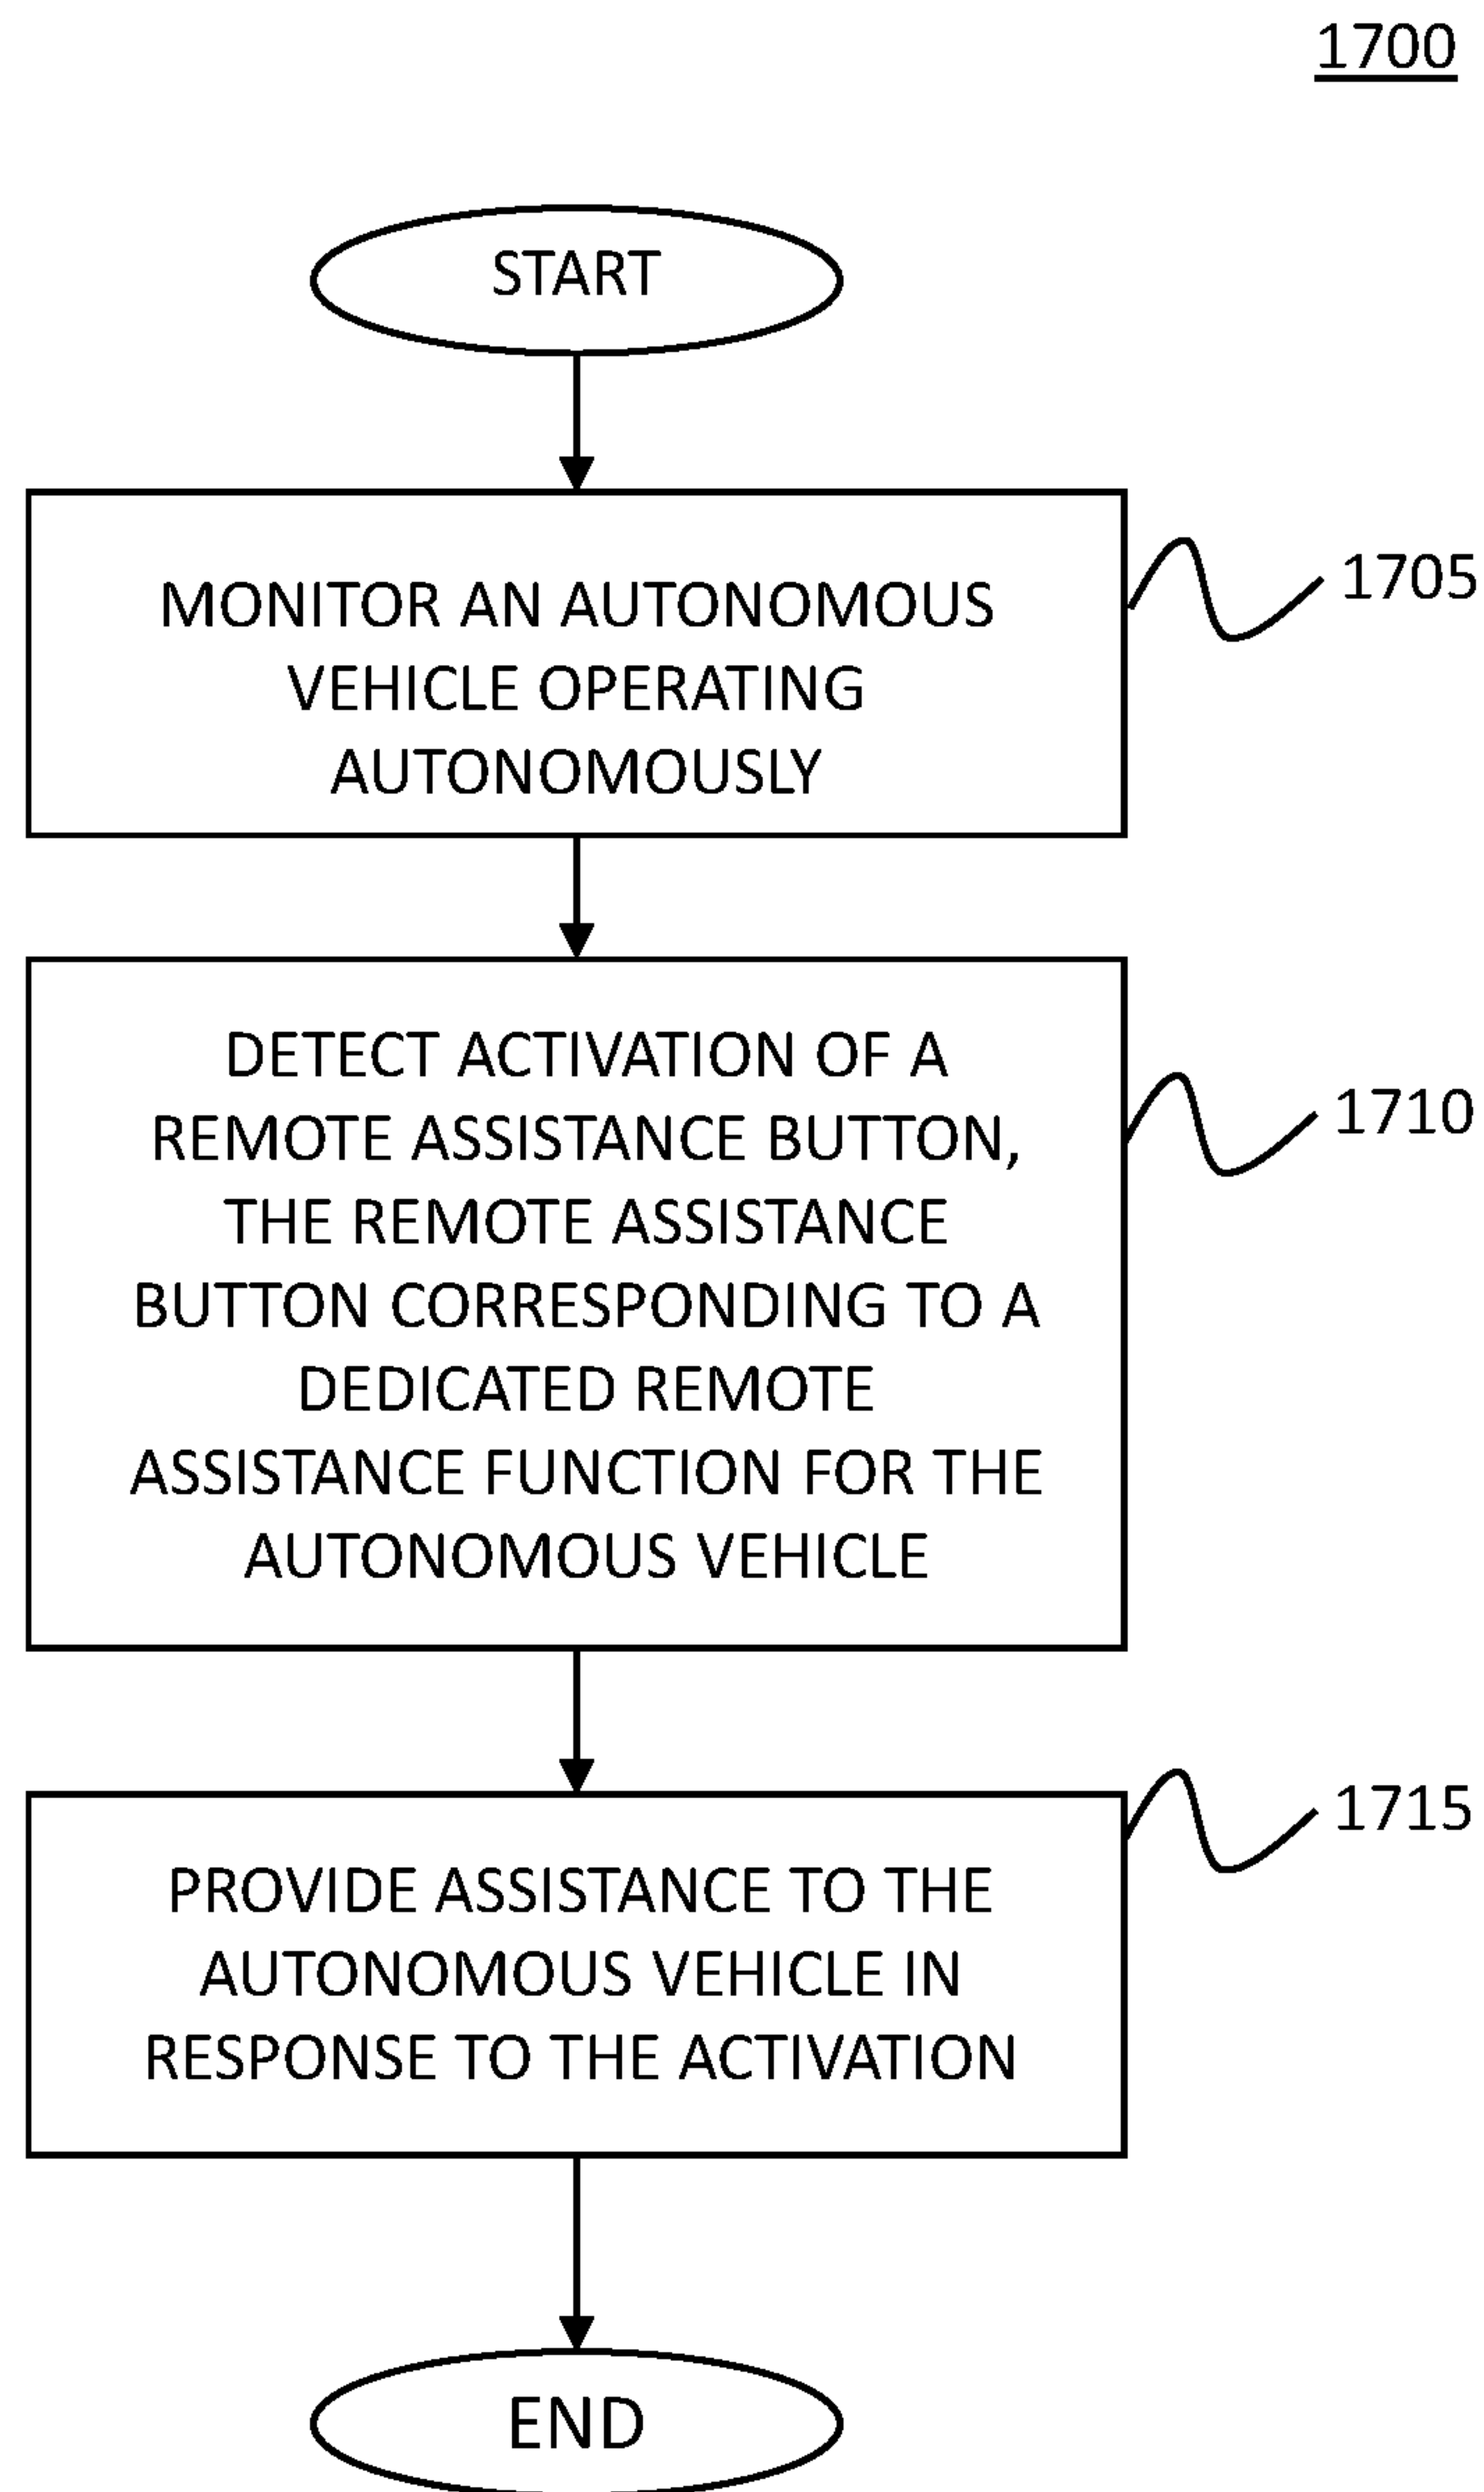 1700
START
MONITOR AN AUTONOMOUS
VEHICLE OPERATING
AUTONOMOUSLY
1705
DETECT ACTIVATION OF A
REMOTE ASSISTANCE BUTTON,
THE REMOTE ASSISTANCE
BUTTON CORRESPONDING TO A
DEDICATED REMOTE
ASSISTANCE FUNCTION FOR THE
AUTONOMOUS VEHICLE
1710
PROVIDE ASSISTANCE TO THE
AUTONOMOUS VEHICLE IN
RESPONSE TO THE ACTIVATION
1715
END